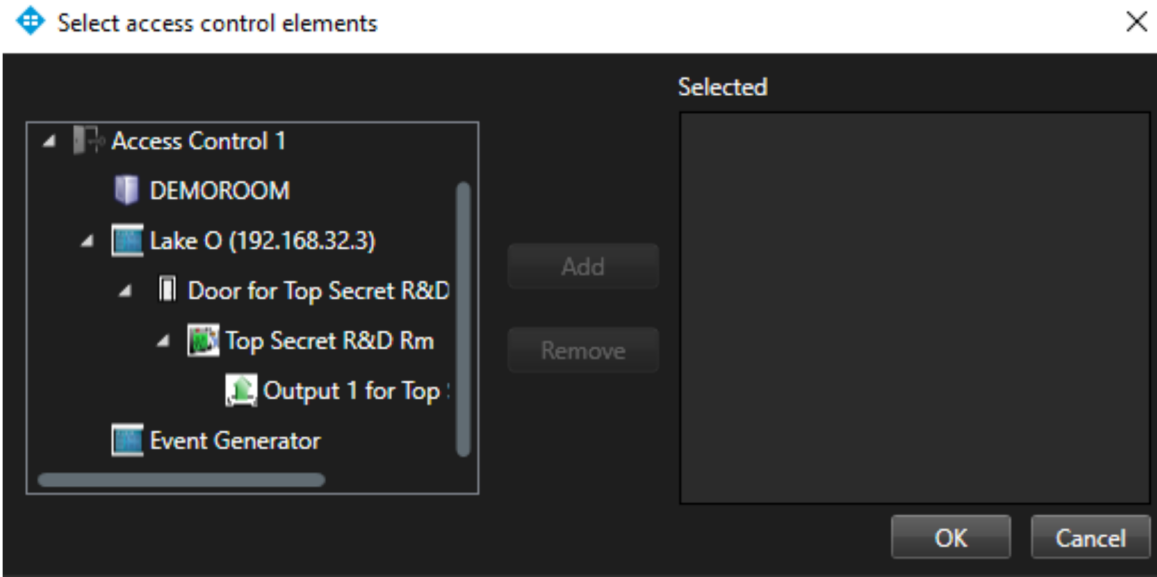 Select access control elements
Selected
Access Control 1
DEMOROOM
Lake O (192.168.32.3)
Door for Top Secret R&D
Top Secret R&D Rm
Output 1 for Top
Event Generator
Add
Remove
OK
Cancel